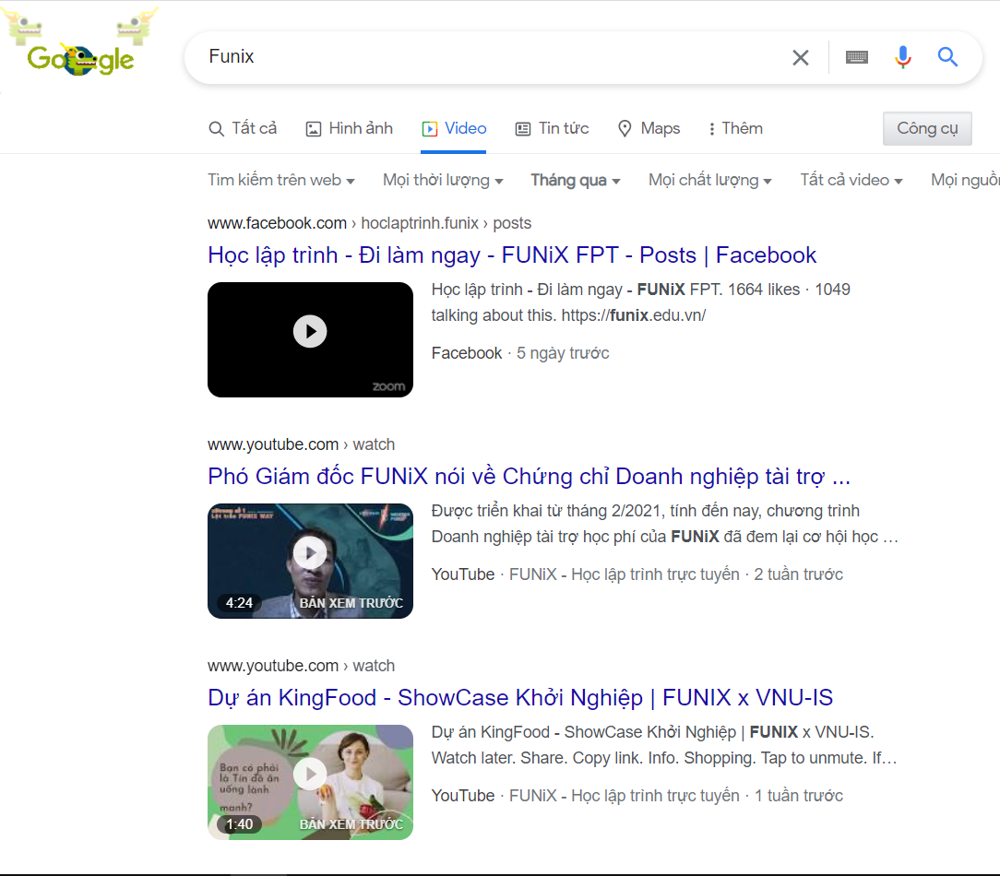 Google
Funix
Tất cả
Hình ảnh
Video
Tin tức
Maps
Thêm
Công cụ
Tìm kiếm trên web
Mọi thời lượng
Tháng qua
Mọi chất lượng
Tất cả video
Mọi nguồn
www.facebook.com › hoclaptrinh.funix › posts
Học lập trình - Đi làm ngay - FUNiX FPT - Posts | Facebook
zoom
Học lập trình - Đi làm ngay - FUNiX FPT. 1664 likes · 1049
talking about this. https://funix.edu.vn/
Facebook · 5 ngày trước
www.youtube.com › watch
Phó Giám đốc FUNiX nói về Chứng chỉ Doanh nghiệp tài trợ ...
4:24
BẢN XEM TRƯỚC
Được triển khai từ tháng 2/2021, tính đến nay, chương trình
Doanh nghiệp tài trợ học phí của FUNiX đã đem lại cơ hội học ...
YouTube · FUNiX - Học lập trình trực tuyến · 2 tuần trước
www.youtube.com › watch
Dự án KingFood - ShowCase Khởi Nghiệp | FUNIX x VNU-IS
Bạn có phải
là Tín đồ ăn
uống lành
mạnh?
1:40
BẢN XEM TRƯỚC
Dự án KingFood - ShowCase Khởi Nghiệp | FUNIX x VNU-IS.
Watch later. Share. Copy link. Info. Shopping. Tap to unmute. If...
YouTube · FUNiX - Học lập trình trực tuyến · 1 tuần trước